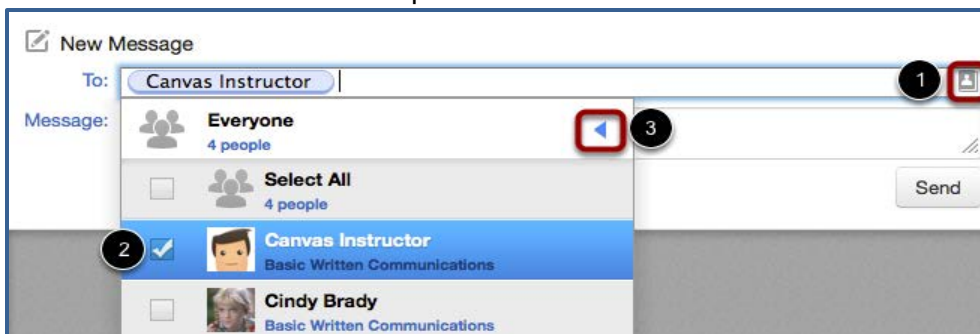 New Message
To: Canvas Instructor 1
Message:
Everyone
4 people
3
Select All
4 people
Send
2
Canvas Instructor
Basic Written Communications
Cindy Brady
Basic Written Communications